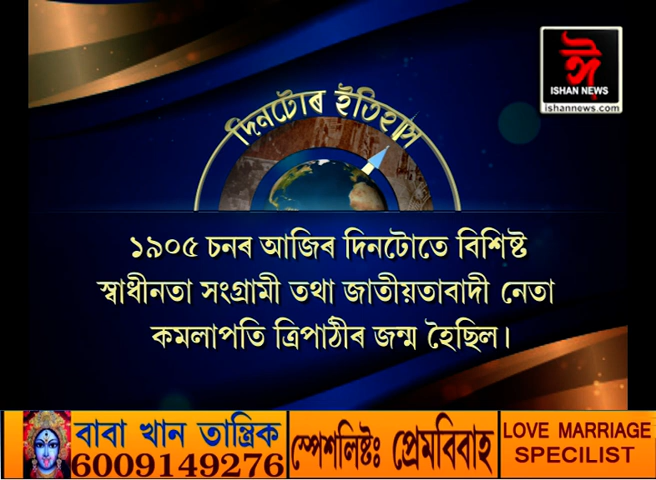 ঈ
ISHAN NEWS
ishannews.com
দিনটোৰ ইতিহাস
১৯০৫ চনৰ আজিৰ দিনটোতে বিশিষ্ট
স্বাধীনতা সংগ্ৰামী তথা জাতীয়তাবাদী নেতা
কমলাপতি ত্ৰিপাঠীৰ জন্ম হৈছিল।
বাবা খান তান্ত্রিক
6009149276
স্পেশলিষ্টঃ প্ৰেমবিবাহ
LOVE MARRIAGE
SPECILIST